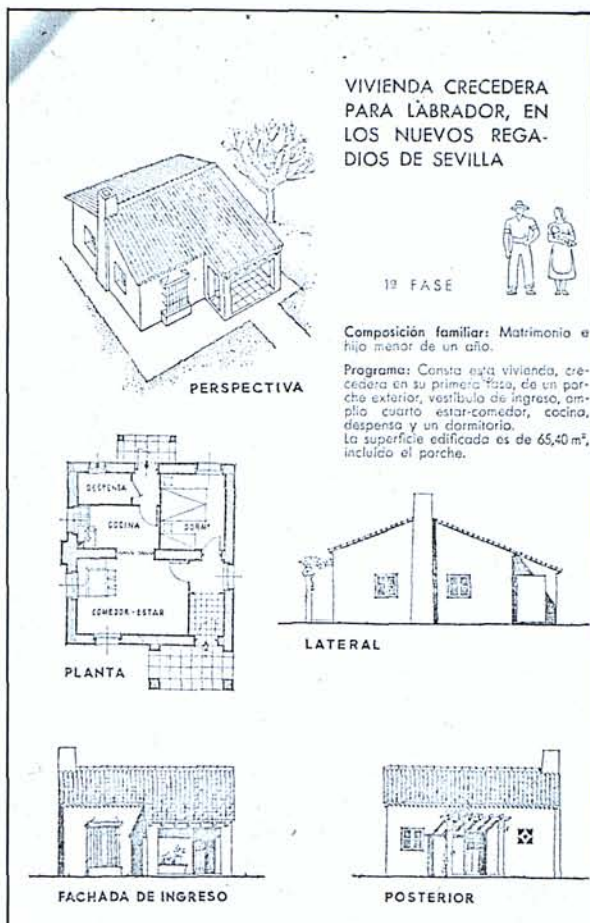 VIVIENDA CRECEDERA
PARA LABRADOR, EN
LOS NUEVOS REGA-
DIOS DE SEVILLA
1ª FASE
Composición familiar: Matrimonio e
hijo menor de un año.
Programa: Consta esta vivienda, cre-
cedera en su primera fase, de un por-
che exterior, vestíbulo de ingreso, am-
plio cuarto estar-comedor, cocina,
despensa y un dormitorio.
La superficie edificada es de 65,40 m²,
incluído el porche.
PERSPECTIVA
DESPENSA
COCINA
DORMº
COMEDOR-ESTAR
PLANTA
LATERAL
FACHADA DE INGRESO
POSTERIOR